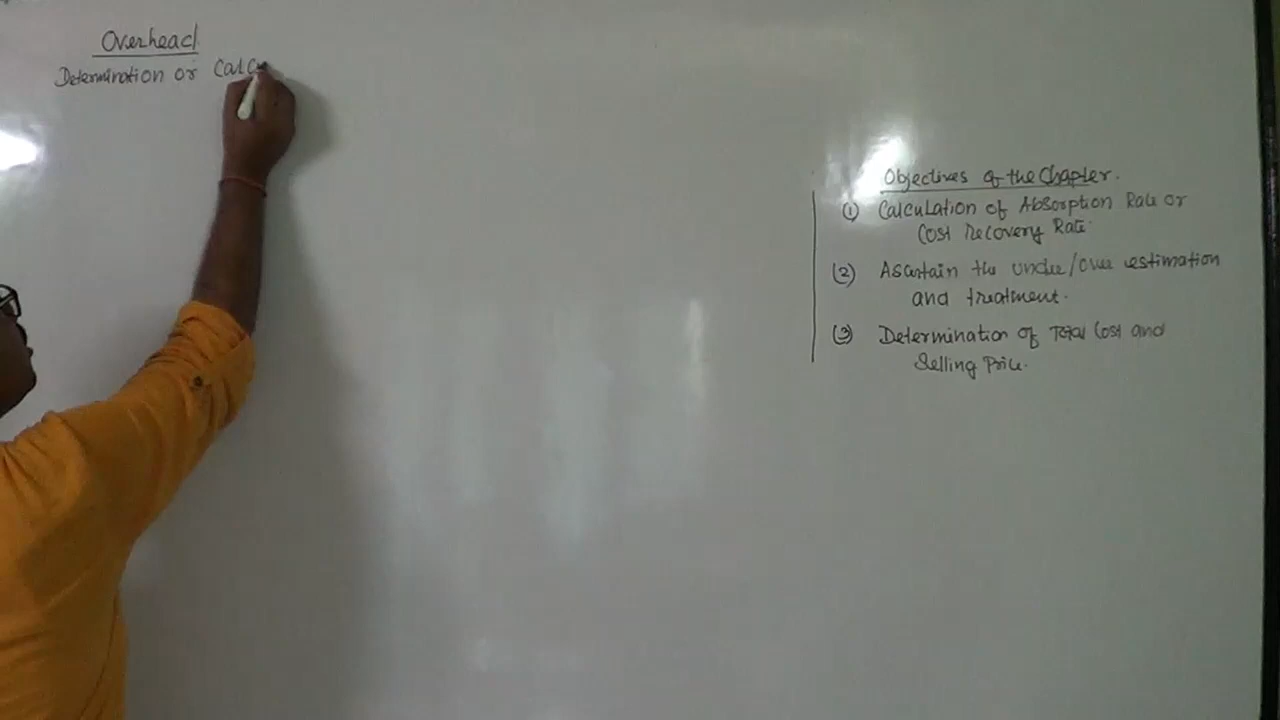 Overhead
Determination or Calcu
Objectives of the Chapter.
(1) Calculation of Absorption Rate or
Cost Recovery Rate.
(2) Ascertain the under/over estimation
and treatment.
(3) Determination of Total Cost and
Selling Price.